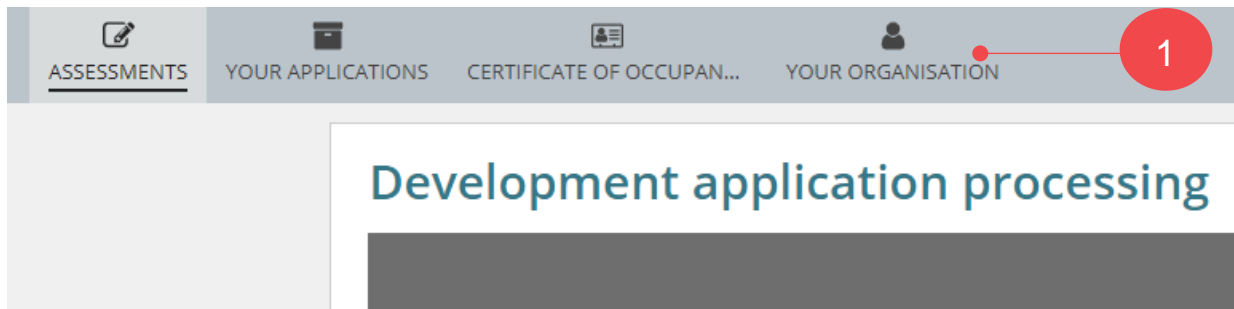 ASSESSMENTS YOUR APPLICATIONS CERTIFICATE OF OCCUPAN... YOUR ORGANISATION 1
Development application processing